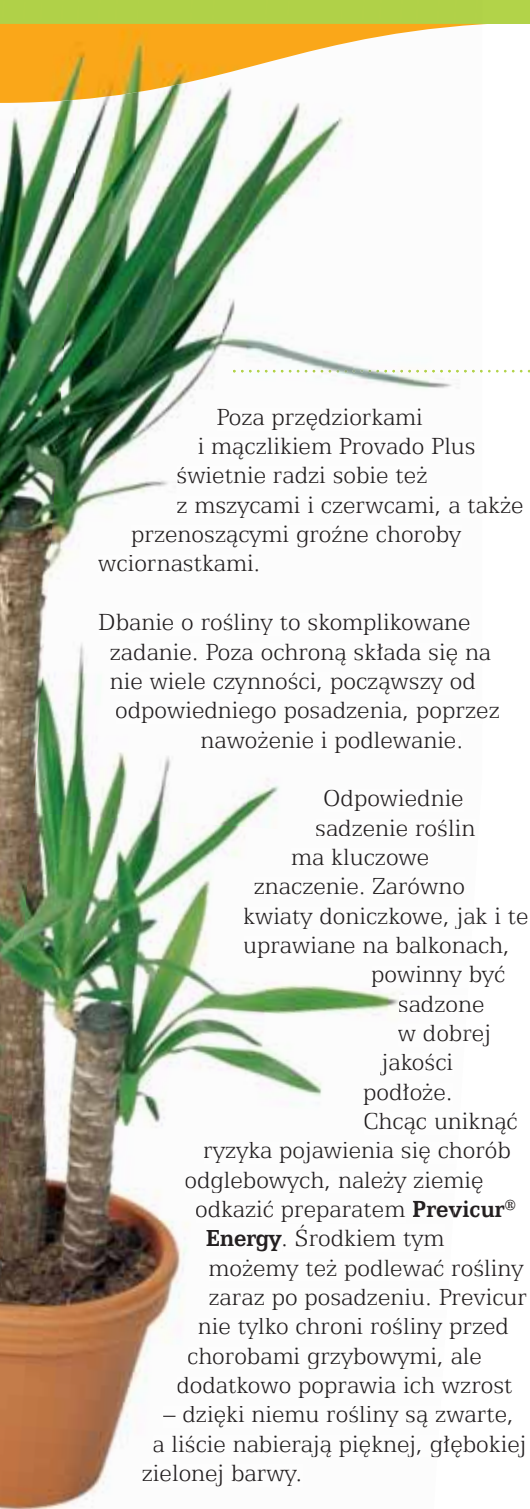 Poza przędziorkami
i mączlikiem Provado Plus
świetnie radzi sobie też
z mszycami i czerwcami, a także
przenoszącymi groźne choroby
wciornastkami.
Dbanie o rośliny to skomplikowane
zadanie. Poza ochroną składa się na
nie wiele czynności, począwszy od
odpowiedniego posadzenia, poprzez
nawożenie i podlewanie.
Odpowiednie
sadzenie roślin
ma kluczowe
znaczenie. Zarówno
kwiaty doniczkowe, jak i te
uprawiane na balkonach,
powinny być
sadzone
w dobrej
jakości
podłoże.
Chcąc uniknąć
ryzyka pojawienia się chorób
odglebowych, należy ziemię
odkazić preparatem Previcur®
Energy. Środkiem tym
możemy też podlewać rośliny
zaraz po posadzeniu. Previcur
nie tylko chroni rośliny przed
chorobami grzybowymi, ale
dodatkowo poprawia ich wzrost
– dzięki niemu rośliny są zwarte,
a liście nabierają pięknej, głębokiej
zielonej barwy.